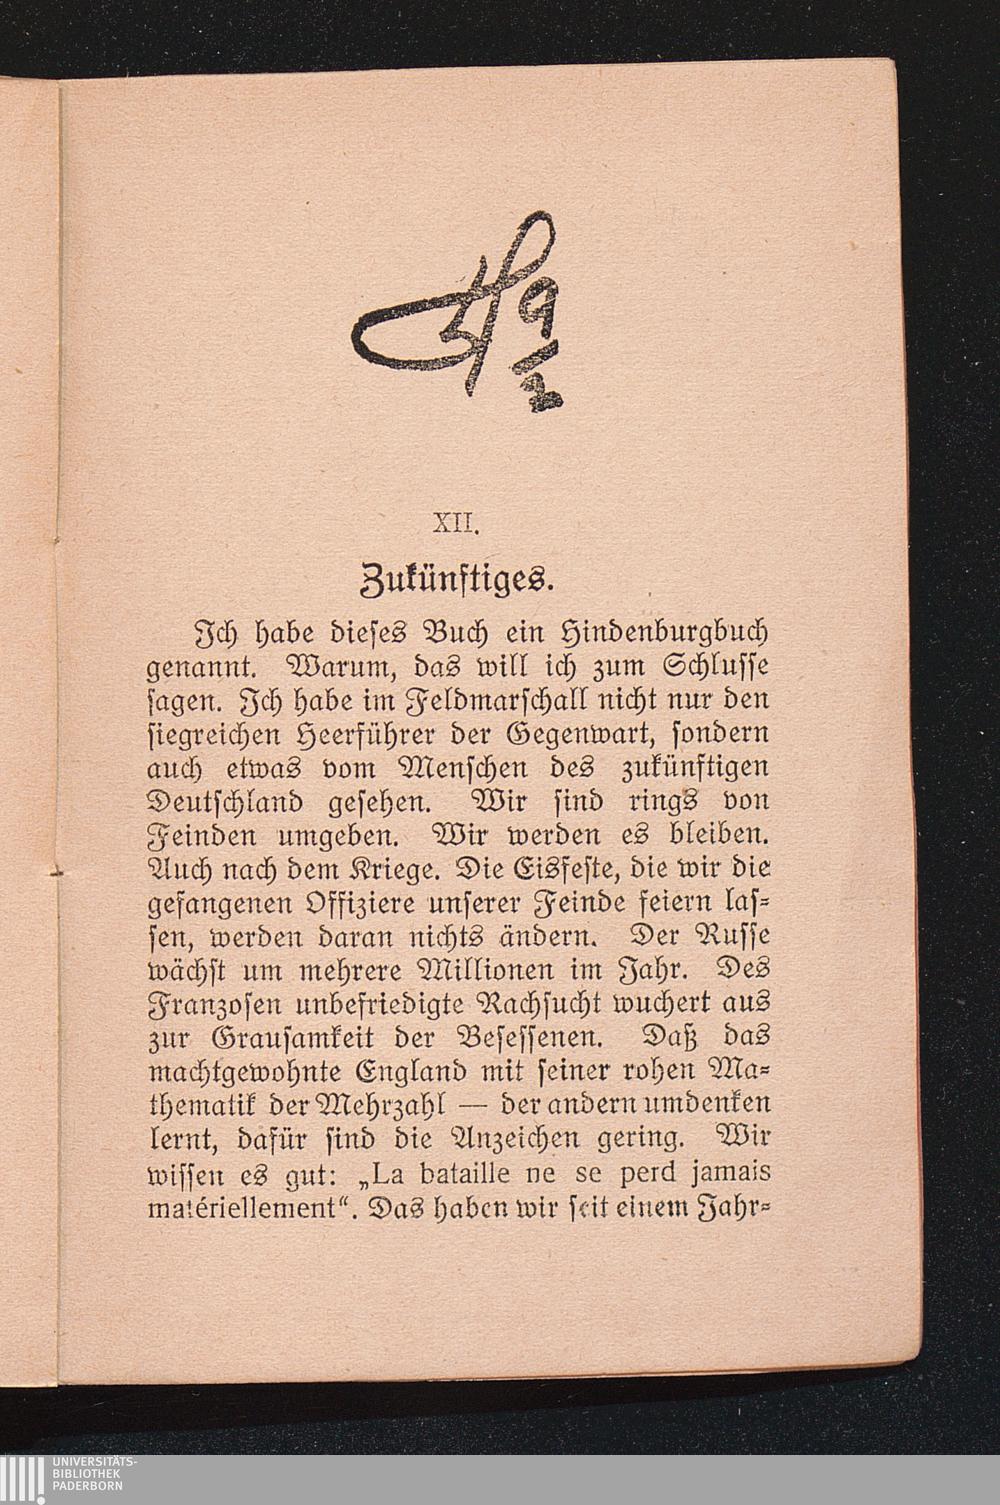 XII.
Zukünftiges.
Ich habe dieses Buch ein Hindenburgbuch
genannt. Warum, das will ich zum Schlusse
sagen. Ich habe im Feldmarschall nicht nur den
siegreichen Heerführer der Gegenwart, sondern
auch etwas vom Menschen des zukünftigen
Deutschland gesehen. Wir sind rings von
Feinden umgeben. Wir werden es bleiben.
Auch nach dem Kriege. Die Eisfeste, die wir die
gefangenen Offiziere unserer Feinde feiern las-
sen, werden daran nichts ändern. Der Russe
wächst um mehrere Millionen im Jahr. Des
Franzosen unbefriedigte Rachsucht wuchert aus
zur Grausamkeit der Besessenen. Daß das
machtgewohnte England mit seiner rohen Ma-
thematik der Mehrzahl — der andern umdenken
lernt, dafür sind die Anzeichen gering. Wir
wissen es gut: „La bataille ne se perd jamais
matériellement“. Das haben wir seit einem Jahr-
UNIVERSITÄTS-
BIBLIOTHEK
PADERBORN